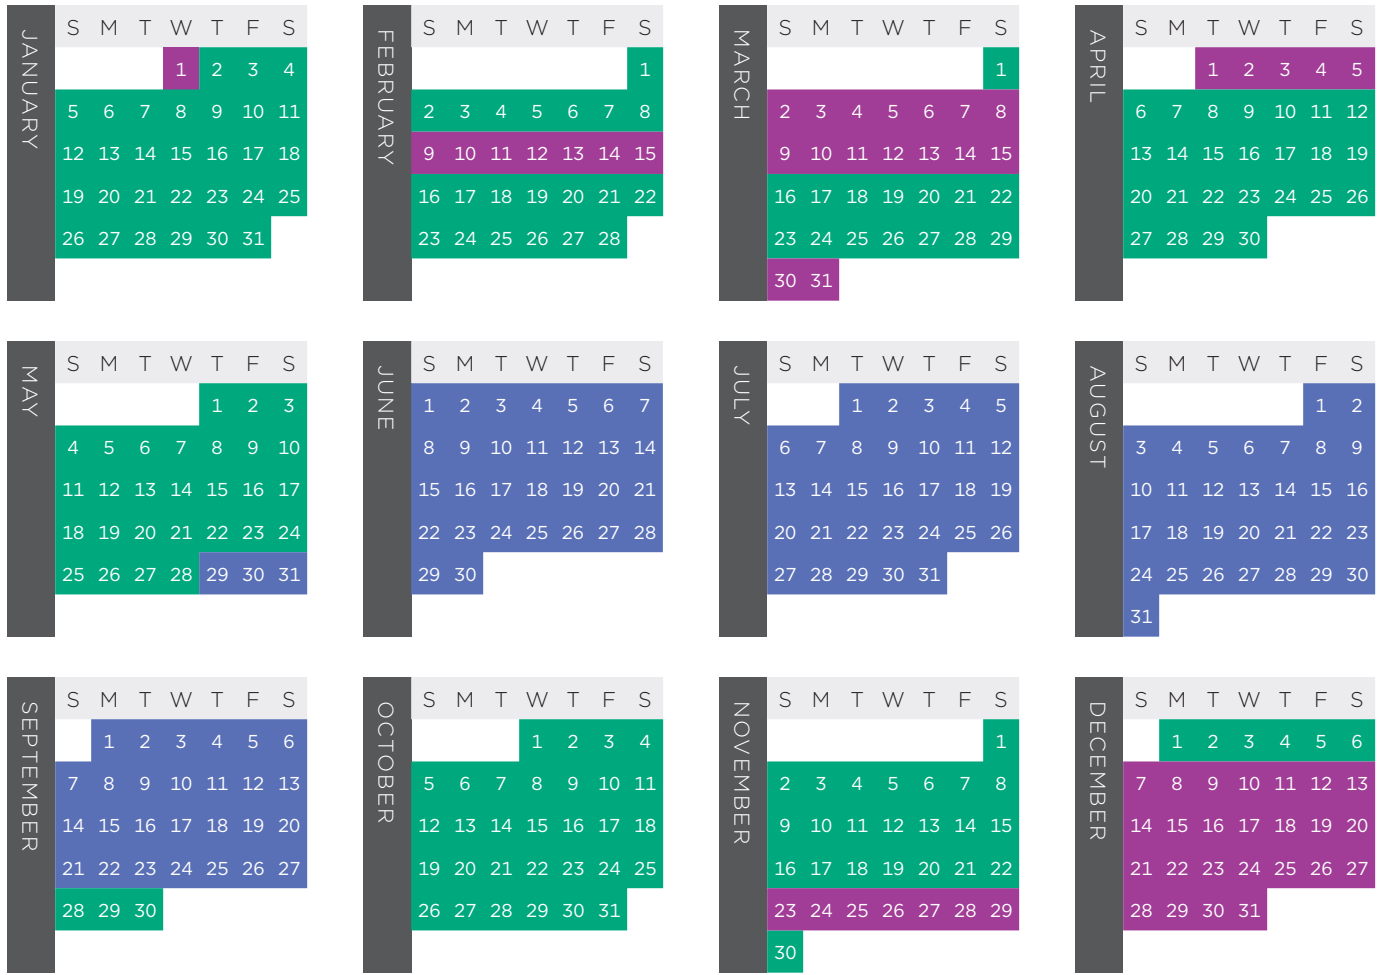 JANUARY
S M T W T F S
1 2 3 4
5 6 7 8 9 10 11
12 13 14 15 16 17 18
19 20 21 22 23 24 25
26 27 28 29 30 31
FEBRUARY
S M T W T F S
1
2 3 4 5 6 7 8
9 10 11 12 13 14 15
16 17 18 19 20 21 22
23 24 25 26 27 28
MARCH
S M T W T F S
1
2 3 4 5 6 7 8
9 10 11 12 13 14 15
16 17 18 19 20 21 22
23 24 25 26 27 28 29
30 31
APRIL
S M T W T F S
1 2 3 4 5
6 7 8 9 10 11 12
13 14 15 16 17 18 19
20 21 22 23 24 25 26
27 28 29 30
MAY
S M T W T F S
1 2 3
4 5 6 7 8 9 10
11 12 13 14 15 16 17
18 19 20 21 22 23 24
25 26 27 28 29 30 31
JUNE
S M T W T F S
1 2 3 4 5 6 7
8 9 10 11 12 13 14
15 16 17 18 19 20 21
22 23 24 25 26 27 28
29 30
JULY
S M T W T F S
1 2 3 4 5
6 7 8 9 10 11 12
13 14 15 16 17 18 19
20 21 22 23 24 25 26
27 28 29 30 31
AUGUST
S M T W T F S
1 2
3 4 5 6 7 8 9
10 11 12 13 14 15 16
17 18 19 20 21 22 23
24 25 26 27 28 29 30
31
SEPTEMBER
S M T W T F S
1 2 3 4 5 6
7 8 9 10 11 12 13
14 15 16 17 18 19 20
21 22 23 24 25 26 27
28 29 30
OCTOBER
S M T W T F S
1 2 3 4
5 6 7 8 9 10 11
12 13 14 15 16 17 18
19 20 21 22 23 24 25
26 27 28 29 30 31
NOVEMBER
S M T W T F S
1
2 3 4 5 6 7 8
9 10 11 12 13 14 15
16 17 18 19 20 21 22
23 24 25 26 27 28 29
30
DECEMBER
S M T W T F S
1 2 3 4 5 6
7 8 9 10 11 12 13
14 15 16 17 18 19 20
21 22 23 24 25 26 27
28 29 30 31